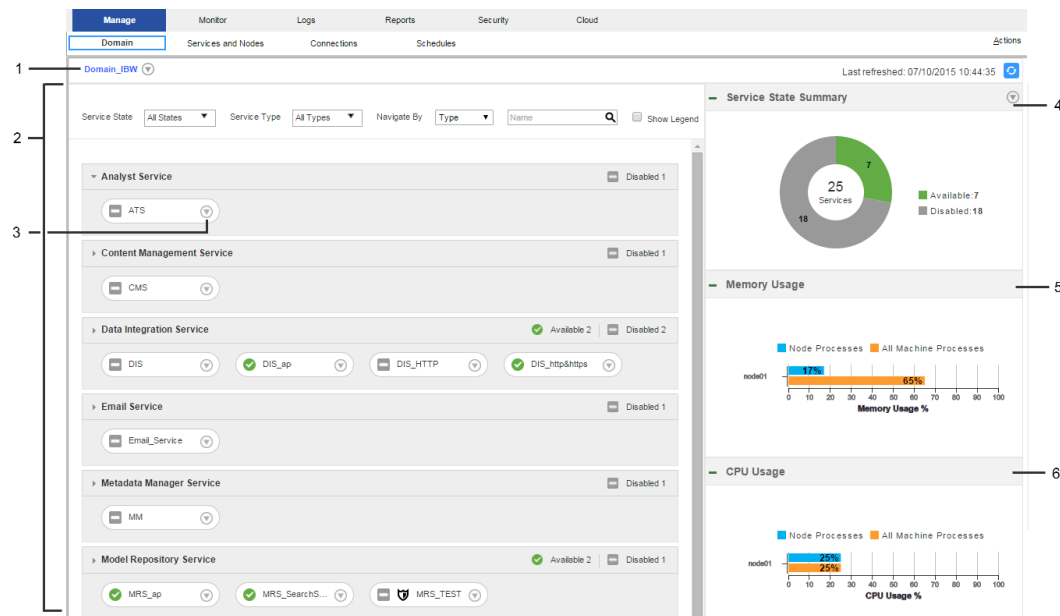 Manage Monitor Logs Reports Security Cloud
Domain Services and Nodes Connections Schedules Actions
1 Domain_IBW Last refreshed: 07/10/2015 10:44:35
2
Service State All States Service Type All Types Navigate By Type Name Show Legend
Analyst Service Disabled 1
ATS
3
Content Management Service Disabled 1
CMS
Data Integration Service Available 2 Disabled 2
DIS DIS_ap DIS_HTTP DIS_http&https
Email Service Disabled 1
Email_Service
Metadata Manager Service Disabled 1
MM
Model Repository Service Available 2 Disabled 1
MRS_ap MRS_SearchS... MRS_TEST
Service State Summary
4
7
25
Services
18
Available:7
Disabled:18
Memory Usage
5
Node Processes All Machine Processes
node01
17%
65%
0 10 20 30 40 50 60 70 80 90 100
Memory Usage %
CPU Usage
6
Node Processes All Machine Processes
node01
25%
25%
0 10 20 30 40 50 60 70 80 90 100
CPU Usage %